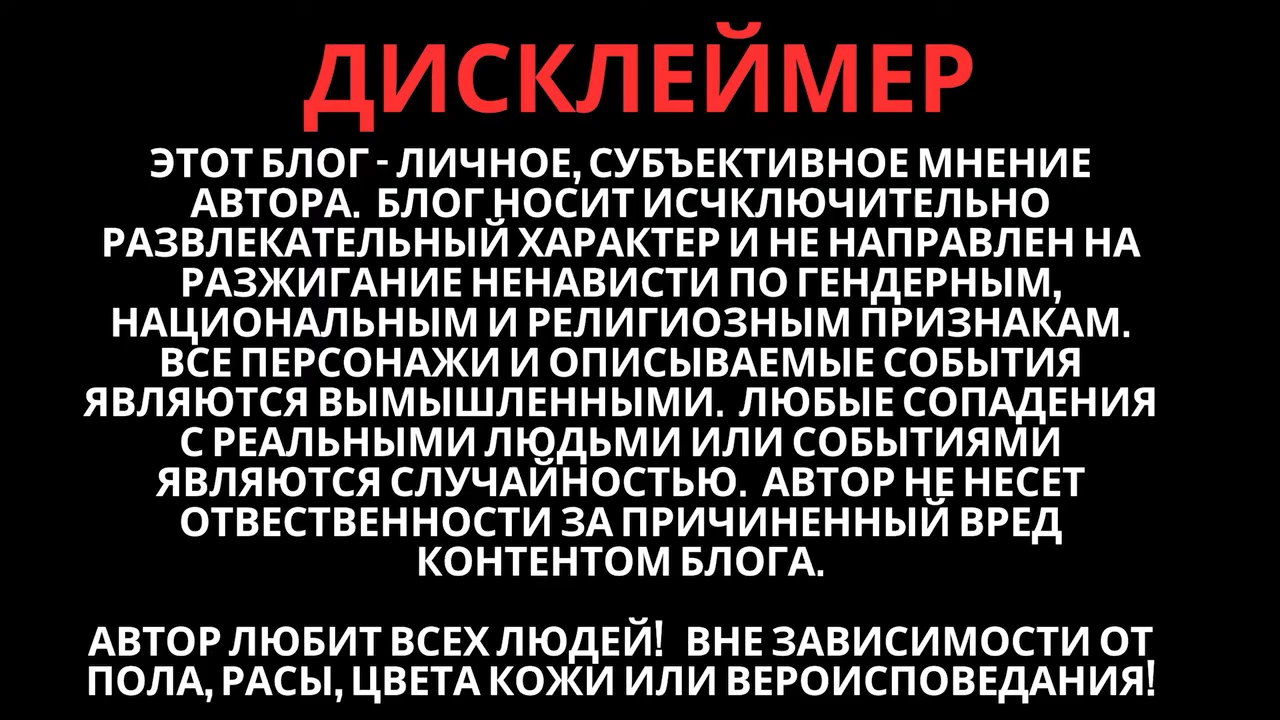 ДИСКЛЕЙМЕР
ЭТОТ БЛОГ - ЛИЧНОЕ, СУБЪЕКТИВНОЕ МНЕНИЕ
АВТОРА. БЛОГ НОСИТ ИСЧКЛЮЧИТЕЛЬНО
РАЗВЛЕКАТЕЛЬНЫЙ ХАРАКТЕР И НЕ НАПРАВЛЕН НА
РАЗЖИГАНИЕ НЕНАВИСТИ ПО ГЕНДЕРНЫМ,
НАЦИОНАЛЬНЫМ И РЕЛИГИОЗНЫМ ПРИЗНАКАМ.
ВСЕ ПЕРСОНАЖИ И ОПИСЫВАЕМЫЕ СОБЫТИЯ
ЯВЛЯЮТСЯ ВЫМЫШЛЕННЫМИ. ЛЮБЫЕ СОПАДЕНИЯ
С РЕАЛЬНЫМИ ЛЮДЬМИ ИЛИ СОБЫТИЯМИ
ЯВЛЯЮТСЯ СЛУЧАЙНОСТЬЮ. АВТОР НЕ НЕСЕТ
ОТВЕСТВЕННОСТИ ЗА ПРИЧИНЕННЫЙ ВРЕД
КОНТЕНТОМ БЛОГА.
АВТОР ЛЮБИТ ВСЕХ ЛЮДЕЙ! ВНЕ ЗАВИСИМОСТИ ОТ
ПОЛА, РАСЫ, ЦВЕТА КОЖИ ИЛИ ВЕРОИСПОВЕДАНИЯ!